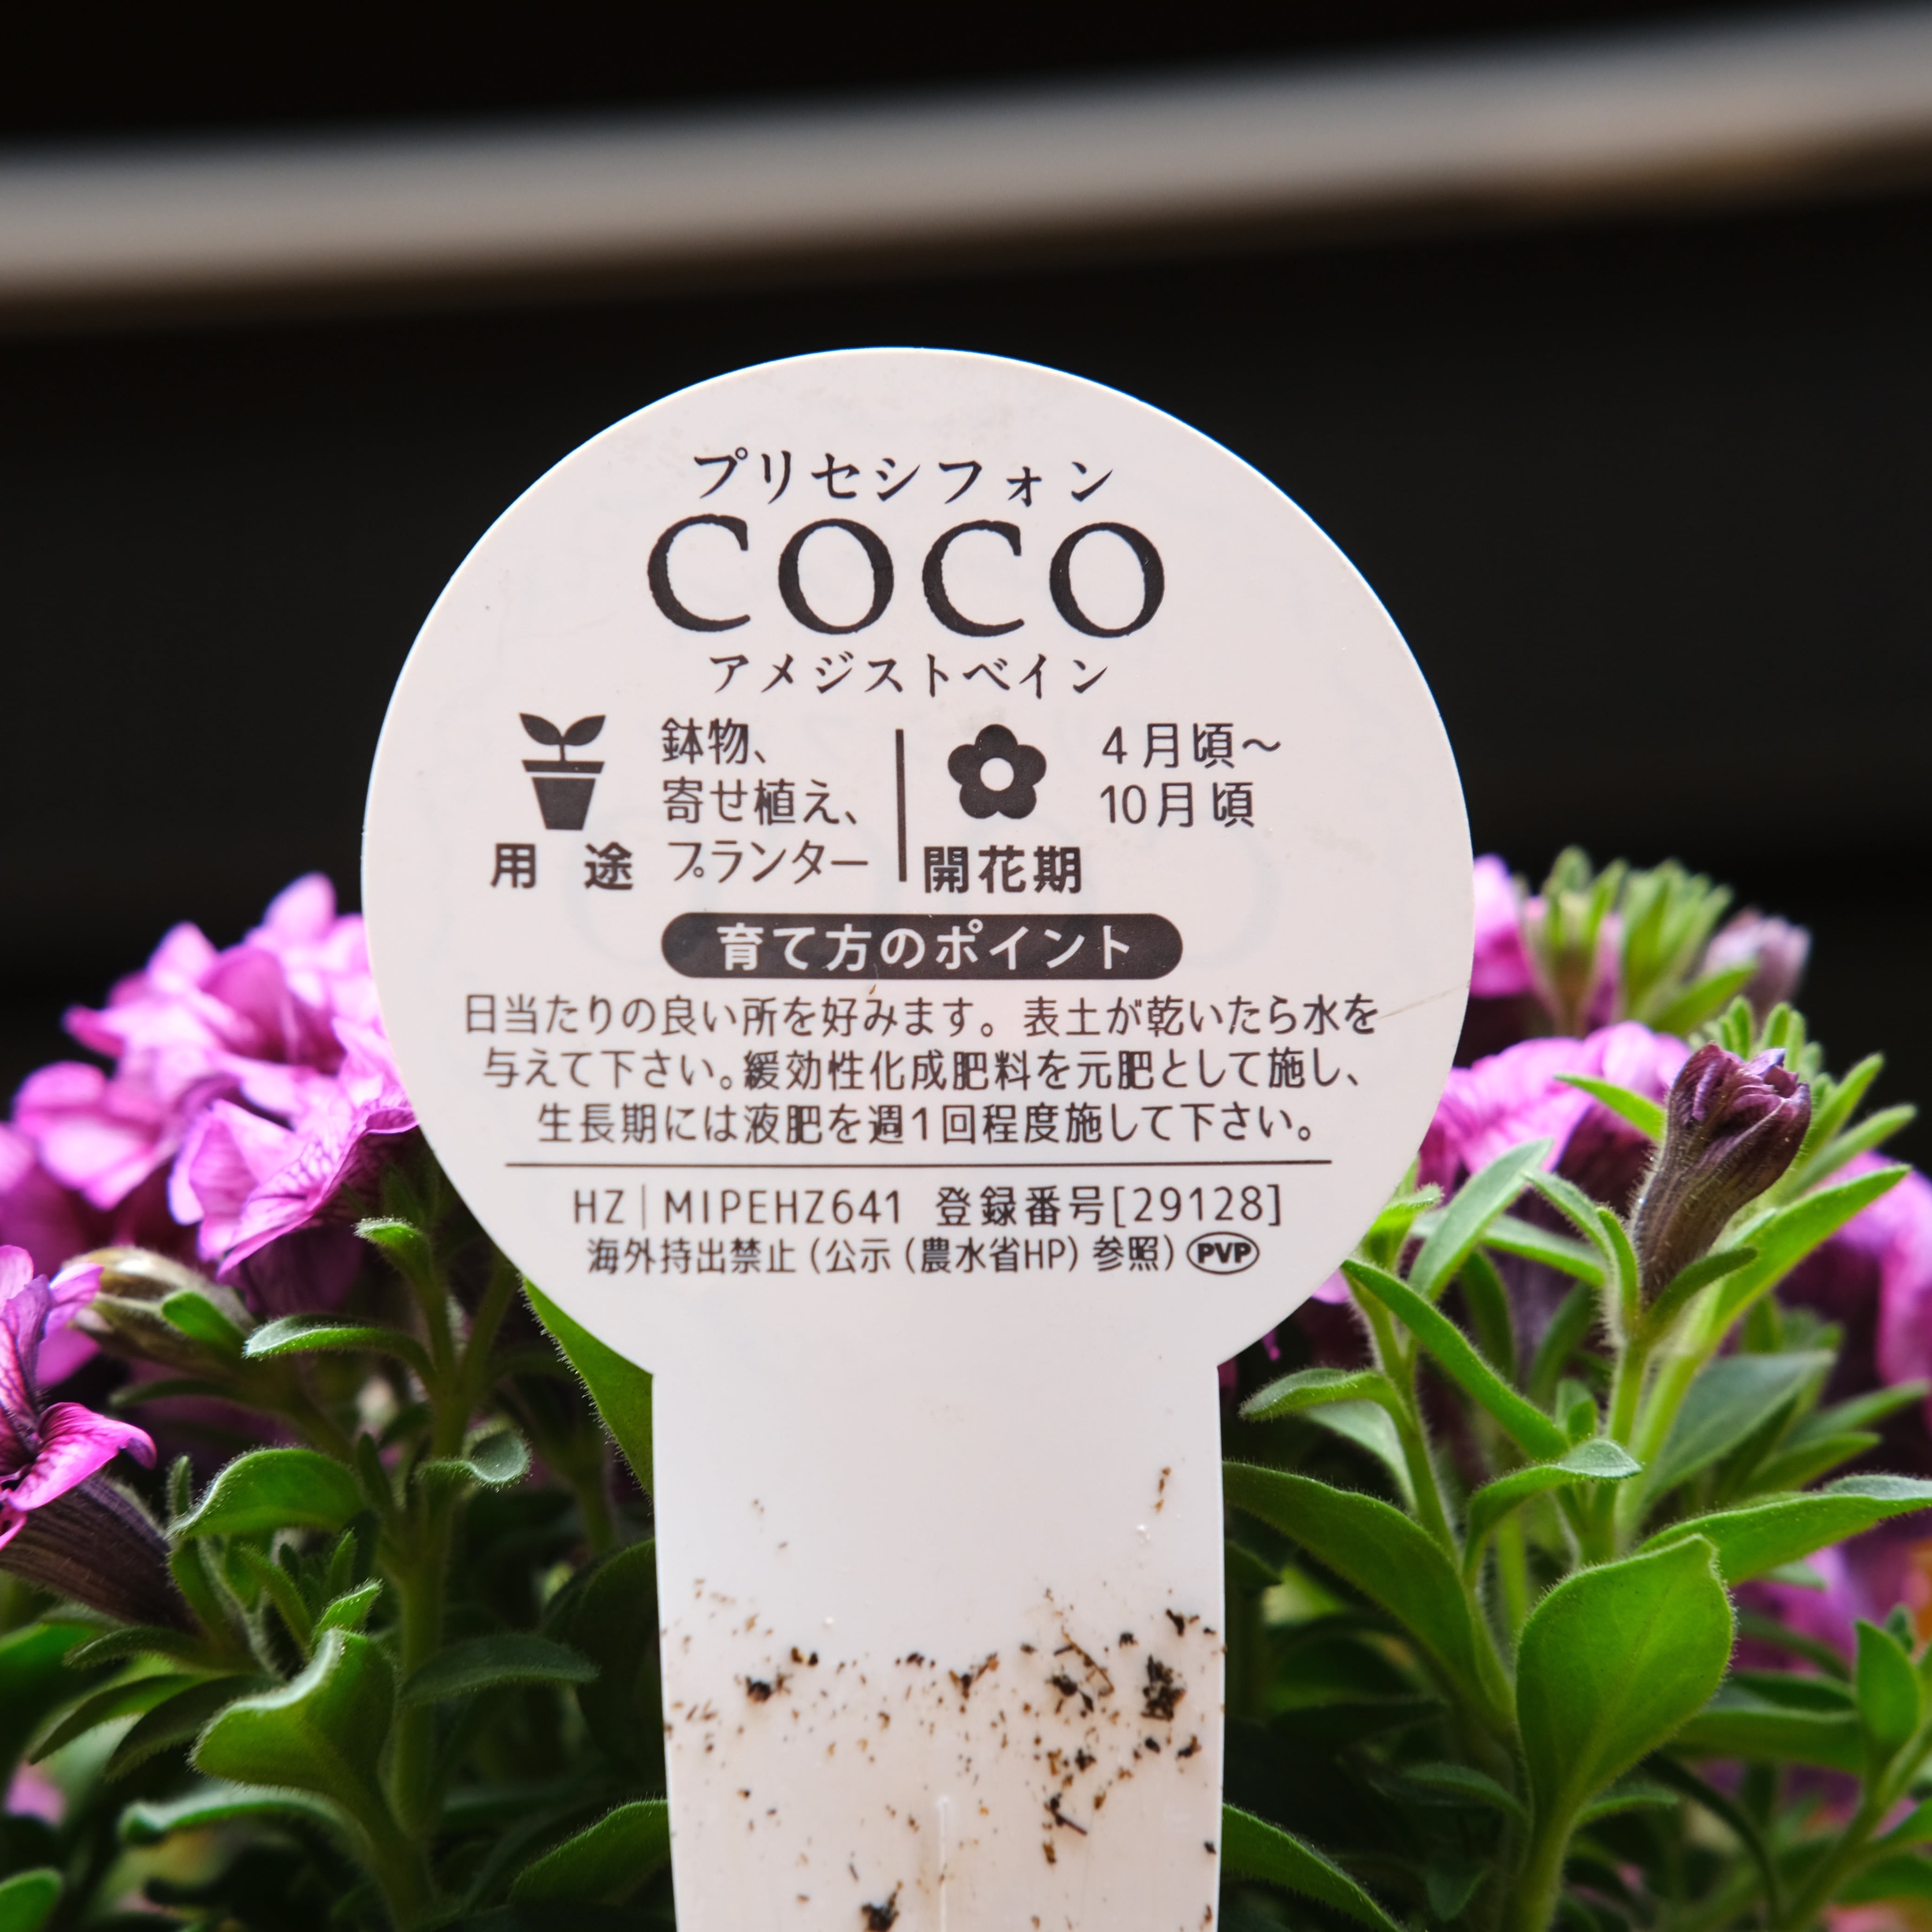 プリセシフォン
COCO
アメジストベイン
用途
鉢物、
寄せ植え、
プランター
開花期
4月頃～
10月頃
育て方のポイント
日当たりの良い所を好みます。表土が乾いたら水を
与えて下さい。緩効性化成肥料を元肥として施し、
生長期には液肥を週1回程度施して下さい。
HZ|MIPEHZ641 登録番号[29128]
海外持出禁止(公示(農水省HP)参照) PVP